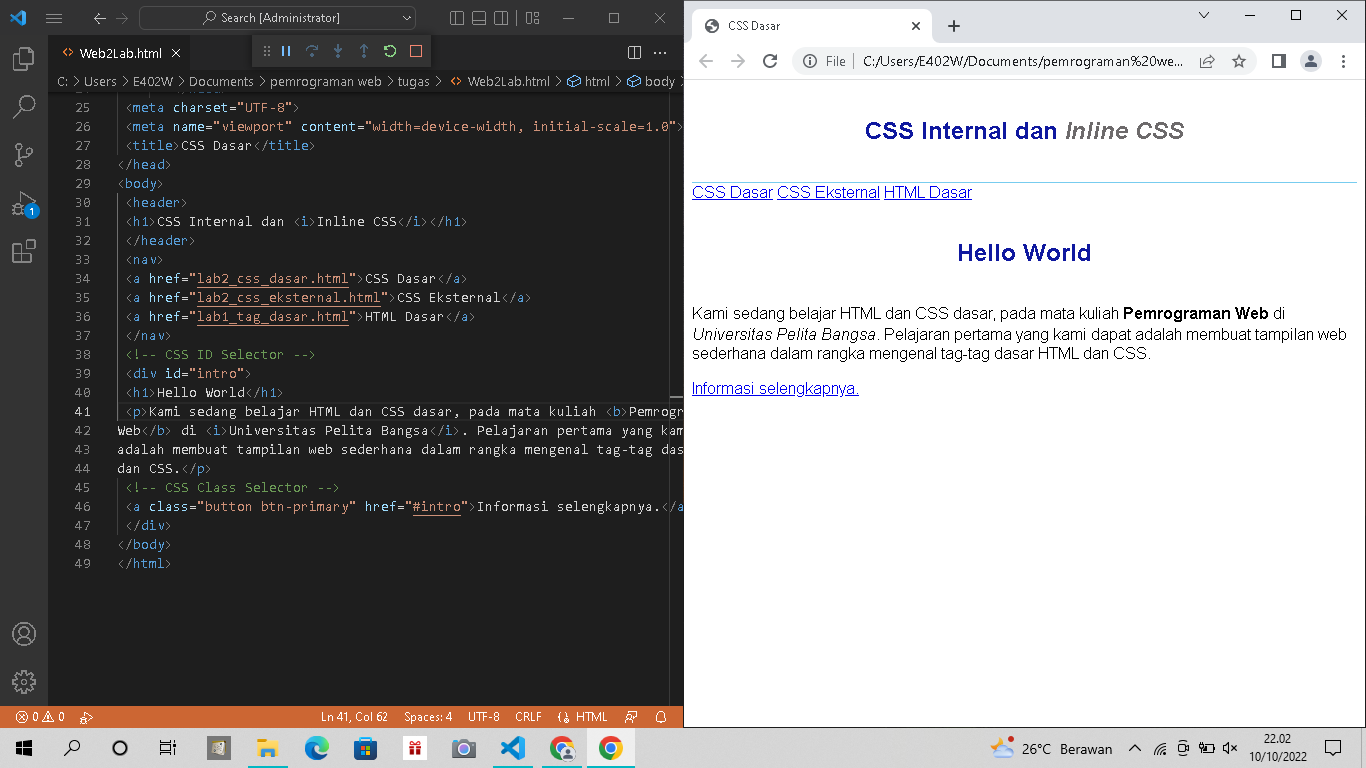 Search [Administrator]
Web2Lab.html
C: > Users > E402W > Documents > pemrograman web > tugas > Web2Lab.html > html > body >
25 <meta charset="UTF-8">
26 <meta name="viewport" content="width=device-width, initial-scale=1.0">
27 <title>CSS Dasar</title>
28 </head>
29 <body>
30 <header>
31 <h1>CSS Internal dan <i>Inline CSS</i></h1>
32 </header>
33 <nav>
34 <a href="lab2_css_dasar.html">CSS Dasar</a>
35 <a href="lab2_css_eksternal.html">CSS Eksternal</a>
36 <a href="lab1_tag_dasar.html">HTML Dasar</a>
37 </nav>
38 <!-- CSS ID Selector -->
39 <div id="intro">
40 <h1>Hello World</h1>
41 <p>Kami sedang belajar HTML dan CSS dasar, pada mata kuliah <b>Pemrogr
42 Web</b> di <i>Universitas Pelita Bangsa</i>. Pelajaran pertama yang kam
43 adalah membuat tampilan web sederhana dalam rangka mengenal tag-tag das
44 dan CSS.</p>
45 <!-- CSS Class Selector -->
46 <a class="button btn-primary" href="#intro">Informasi selengkapnya.</a
47 </div>
48 </body>
49 </html>
1
0 0
Ln 41, Col 62 Spaces: 4 UTF-8 CRLF HTML
CSS Dasar
File C:/Users/E402W/Documents/pemrograman%20we...
CSS Internal dan Inline CSS
CSS Dasar CSS Eksternal HTML Dasar
Hello World
Kami sedang belajar HTML dan CSS dasar, pada mata kuliah Pemrograman Web di
Universitas Pelita Bangsa. Pelajaran pertama yang kami dapat adalah membuat tampilan web
sederhana dalam rangka mengenal tag-tag dasar HTML dan CSS.
Informasi selengkapnya.
26°C Berawan
22.02
10/10/2022